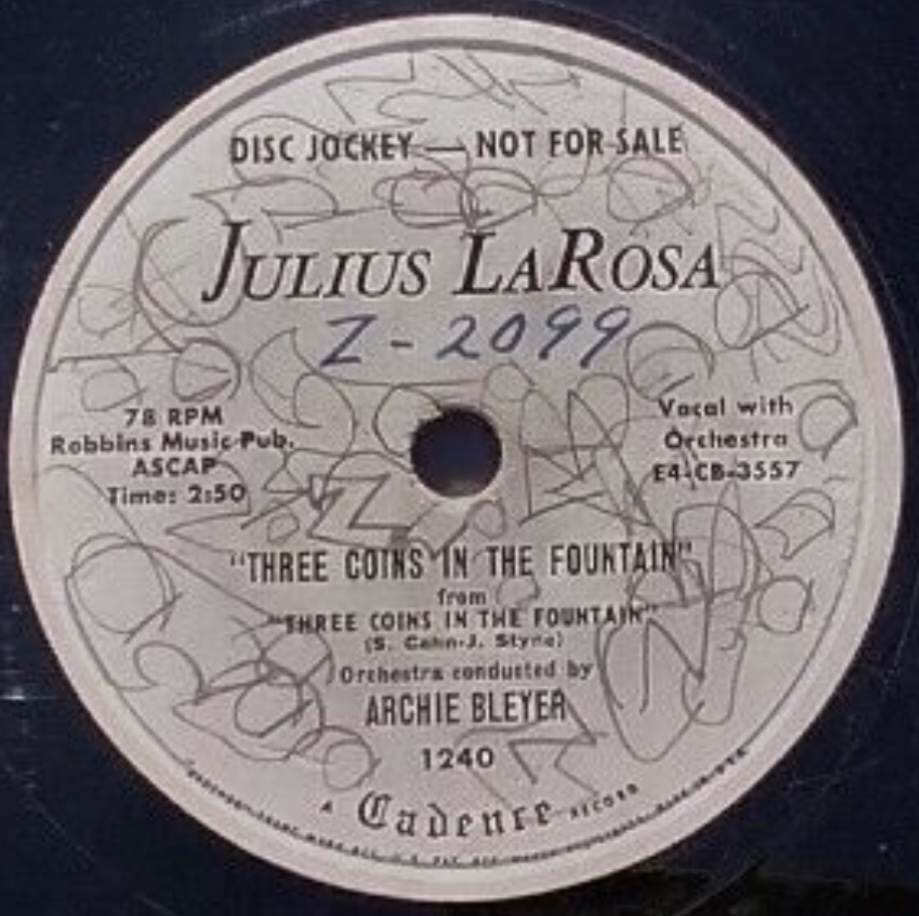 DISC JOCKEY — NOT FOR SALE
JULIUS LAROSA
Z-2099
78 RPM
Robbins Music Pub.
ASCAP
Time: 2:50
Vocal with
Orchestra
E4-CB-3557
"THREE COINS IN THE FOUNTAIN"
from
"THREE COINS IN THE FOUNTAIN"
(S. Cahn-J. Styne)
Orchestra conducted by
ARCHIE BLEYER
1240
A Cadence RECORD